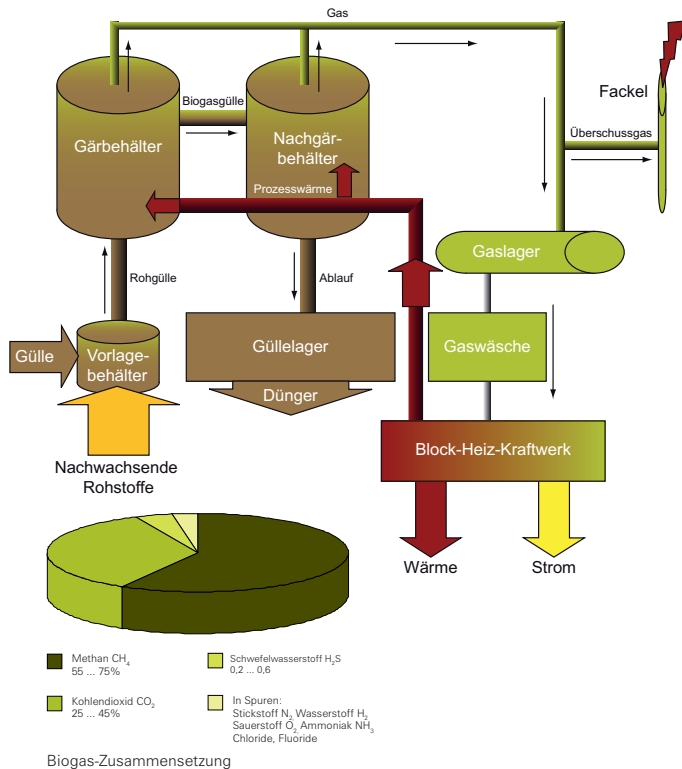 Gas
Fackel
Biogasgülle
Gärbehälter
Nachgär-
behälter
Überschussgas
Prozesswärme
Gaslager
Rohgülle
Ablauf
Gülle
Vorlage-
behälter
Güllelager
Gaswäsche
Dünger
Nachwachsende
Rohstoffe
Block-Heiz-Kraftwerk
Wärme
Strom
Methan CH₄
55 ... 75%
Schwefelwasserstoff H₂S
0,2 ... 0,6
Kohlendioxid CO₂
25 ... 45%
In Spuren:
Stickstoff N₂, Wasserstoff H₂
Sauerstoff O₂, Ammoniak NH₃
Chloride, Fluoride
Biogas-Zusammensetzung